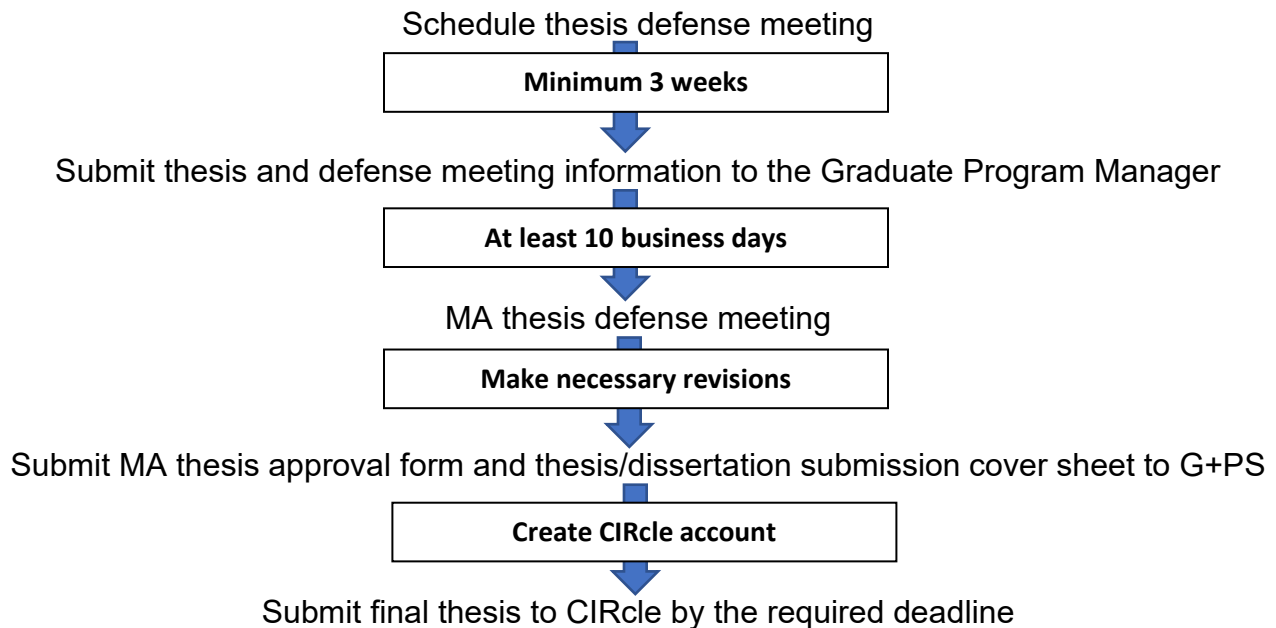 Schedule thesis defense meeting
Minimum 3 weeks
Submit thesis and defense meeting information to the Graduate Program Manager
At least 10 business days
MA thesis defense meeting
Make necessary revisions
Submit MA thesis approval form and thesis/dissertation submission cover sheet to G+PS
Create CIRcle account
Submit final thesis to CIRcle by the required deadline